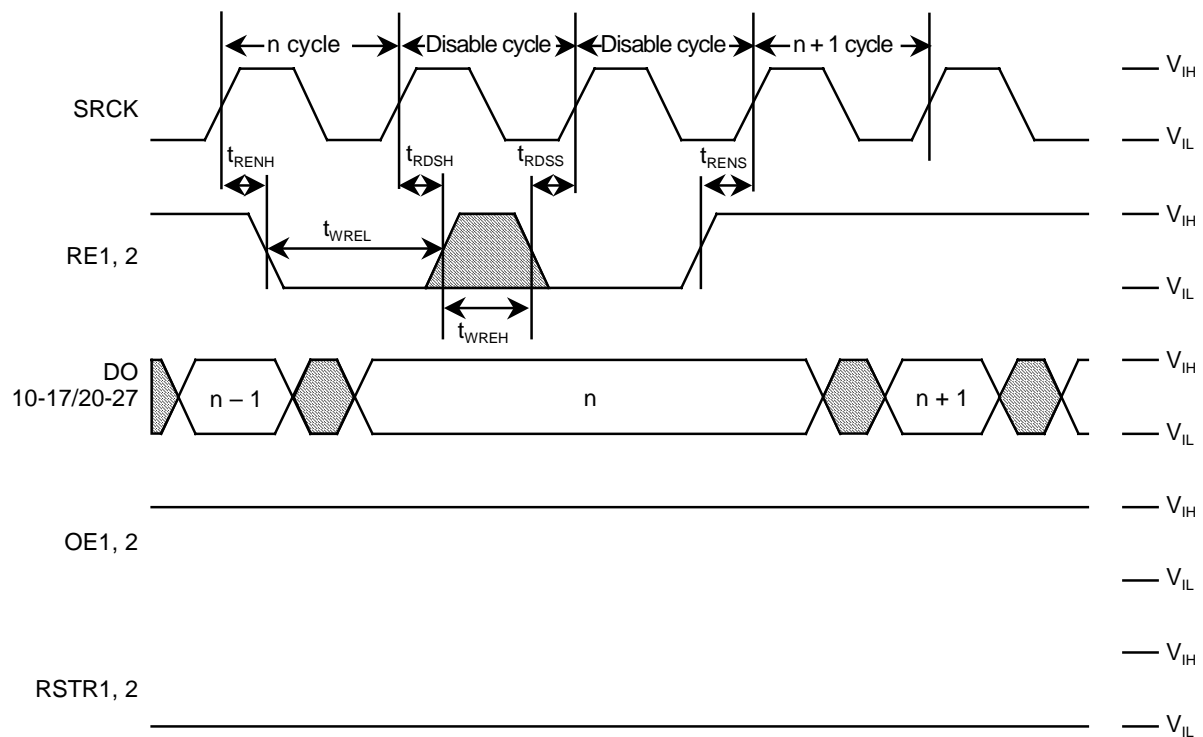 n cycle Disable cycle Disable cycle n + 1 cycle
V_IH
SRCK
V_IL
t_RENH t_RDSH t_RDSS t_RENS
V_IH
t_WREL
RE1, 2
V_IL
t_WREH
DO
10-17/20-27
V_IH
n – 1 n n + 1
V_IL
V_IH
OE1, 2
V_IL
V_IH
RSTR1, 2
V_IL